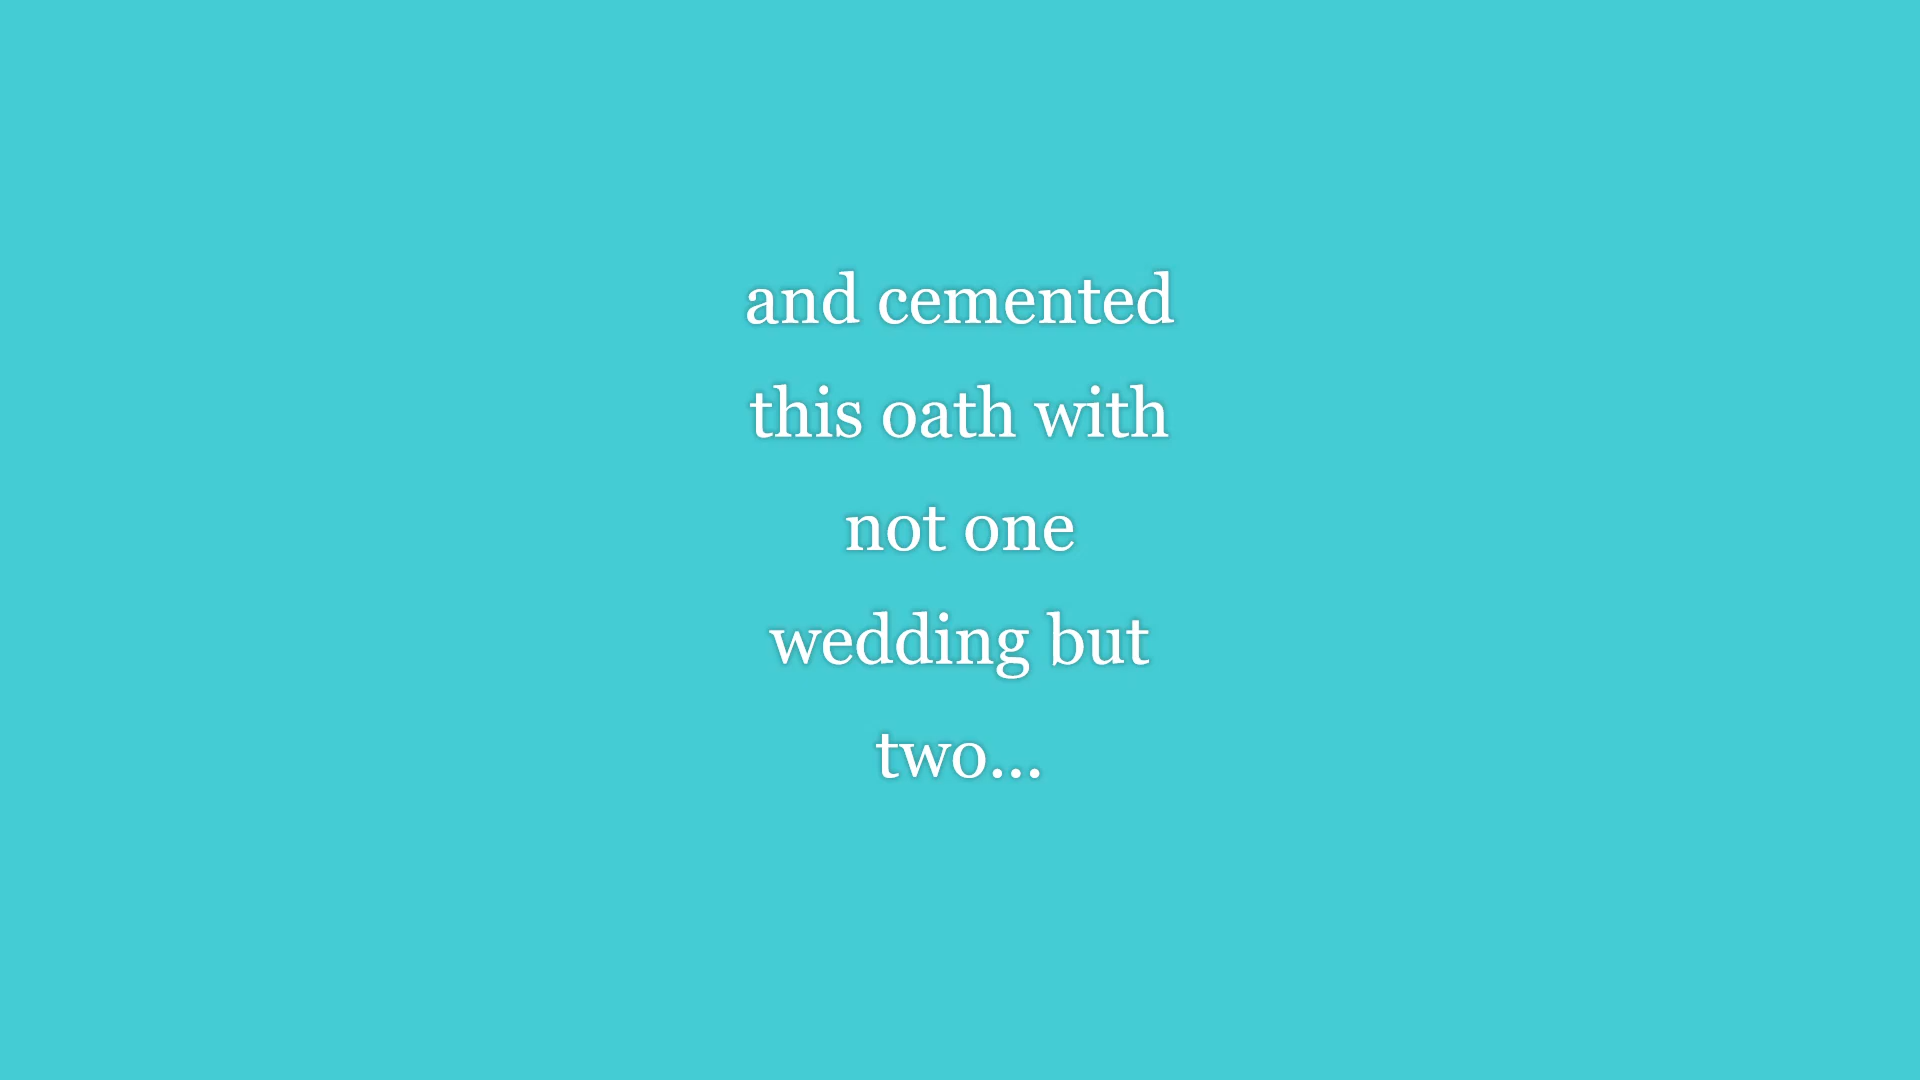 and cemented
this oath with
not one
wedding but
two...